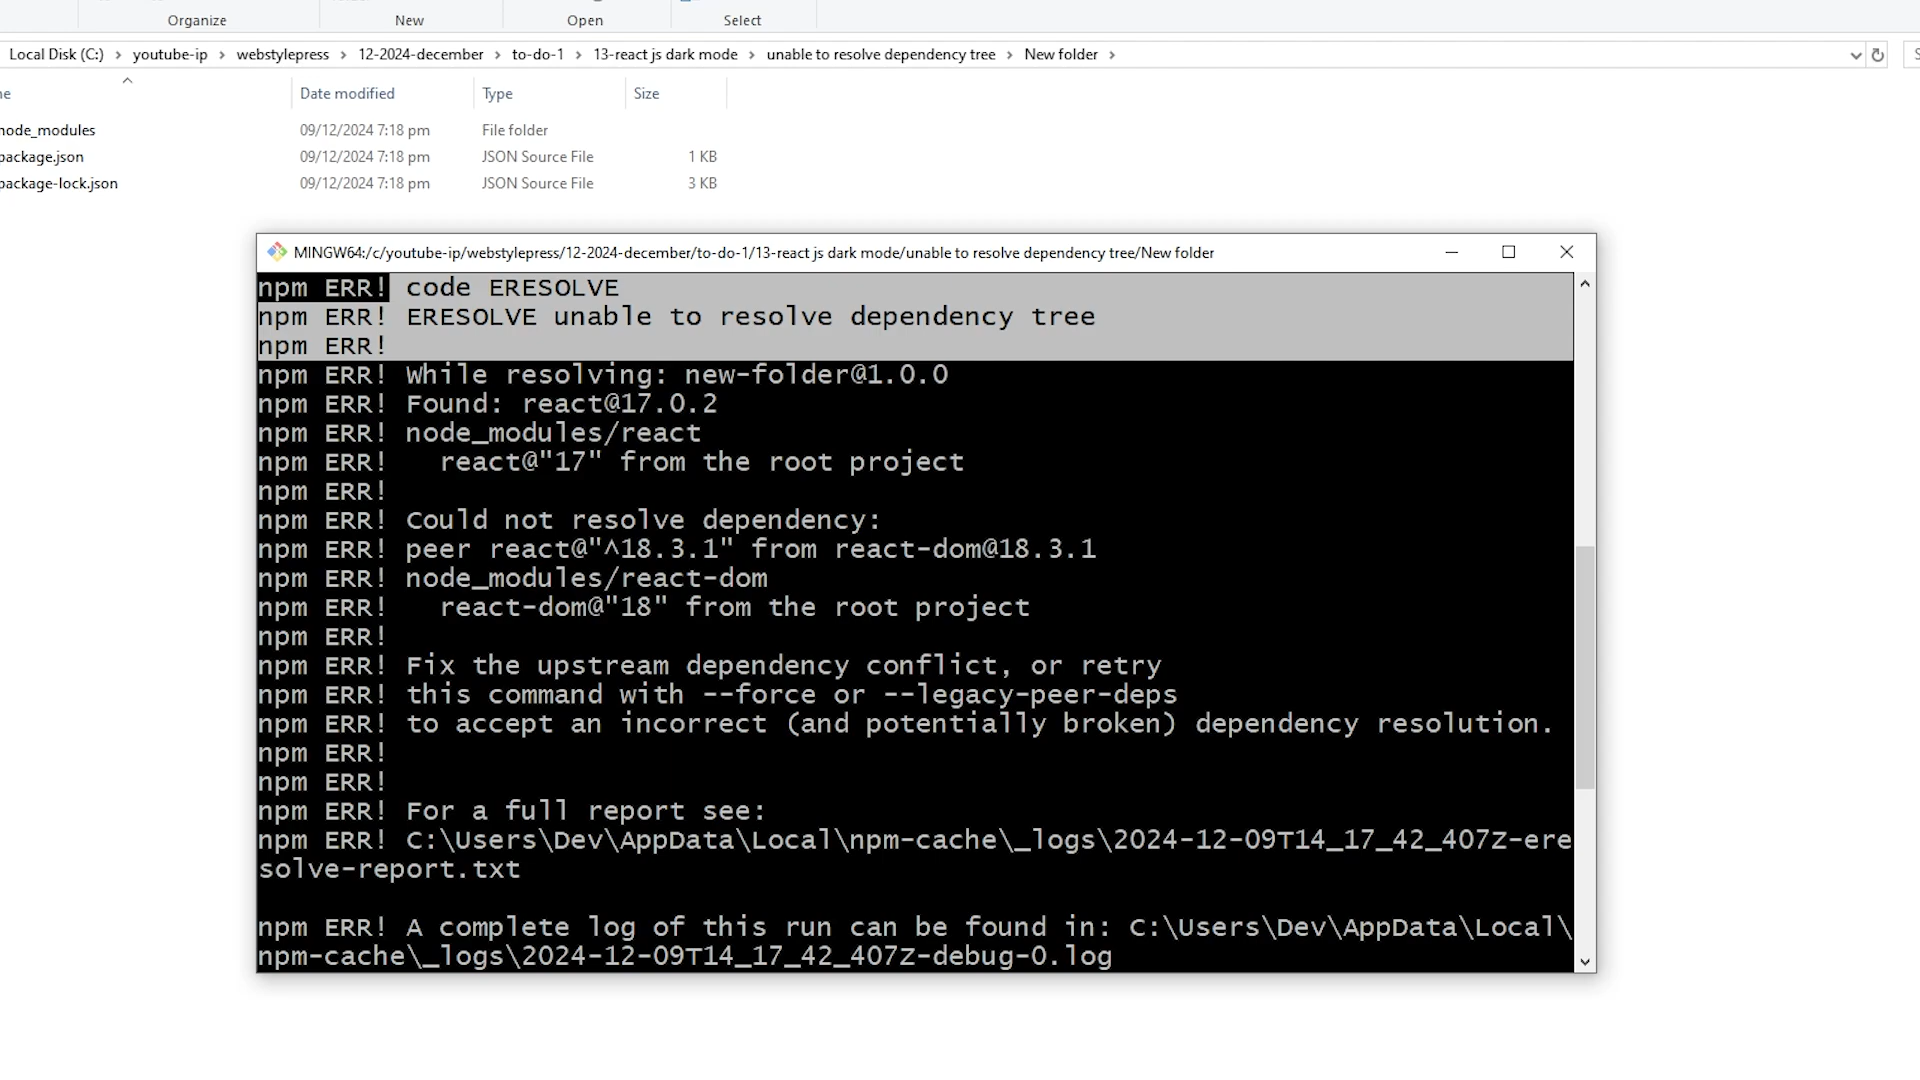 Organize New Open Select
Local Disk (C:) › youtube-ip › webstylepress › 12-2024-december › to-do-1 › 13-react js dark mode › unable to resolve dependency tree › New folder ›
Date modified Type Size
node_modules 09/12/2024 7:18 pm File folder
package.json 09/12/2024 7:18 pm JSON Source File 1 KB
package-lock.json 09/12/2024 7:18 pm JSON Source File 3 KB
MINGW64:/c/youtube-ip/webstylepress/12-2024-december/to-do-1/13-react js dark mode/unable to resolve dependency tree/New folder
npm ERR! code ERESOLVE
npm ERR! ERESOLVE unable to resolve dependency tree
npm ERR!
npm ERR! While resolving: new-folder@1.0.0
npm ERR! Found: react@17.0.2
npm ERR! node_modules/react
npm ERR!   react@"17" from the root project
npm ERR!
npm ERR! Could not resolve dependency:
npm ERR! peer react@"^18.3.1" from react-dom@18.3.1
npm ERR! node_modules/react-dom
npm ERR!   react-dom@"18" from the root project
npm ERR!
npm ERR! Fix the upstream dependency conflict, or retry
npm ERR! this command with --force or --legacy-peer-deps
npm ERR! to accept an incorrect (and potentially broken) dependency resolution.
npm ERR!
npm ERR!
npm ERR! For a full report see:
npm ERR! C:\Users\Dev\AppData\Local\npm-cache\_logs\2024-12-09T14_17_42_407Z-ere
solve-report.txt
npm ERR! A complete log of this run can be found in: C:\Users\Dev\AppData\Local\
npm-cache\_logs\2024-12-09T14_17_42_407Z-debug-0.log